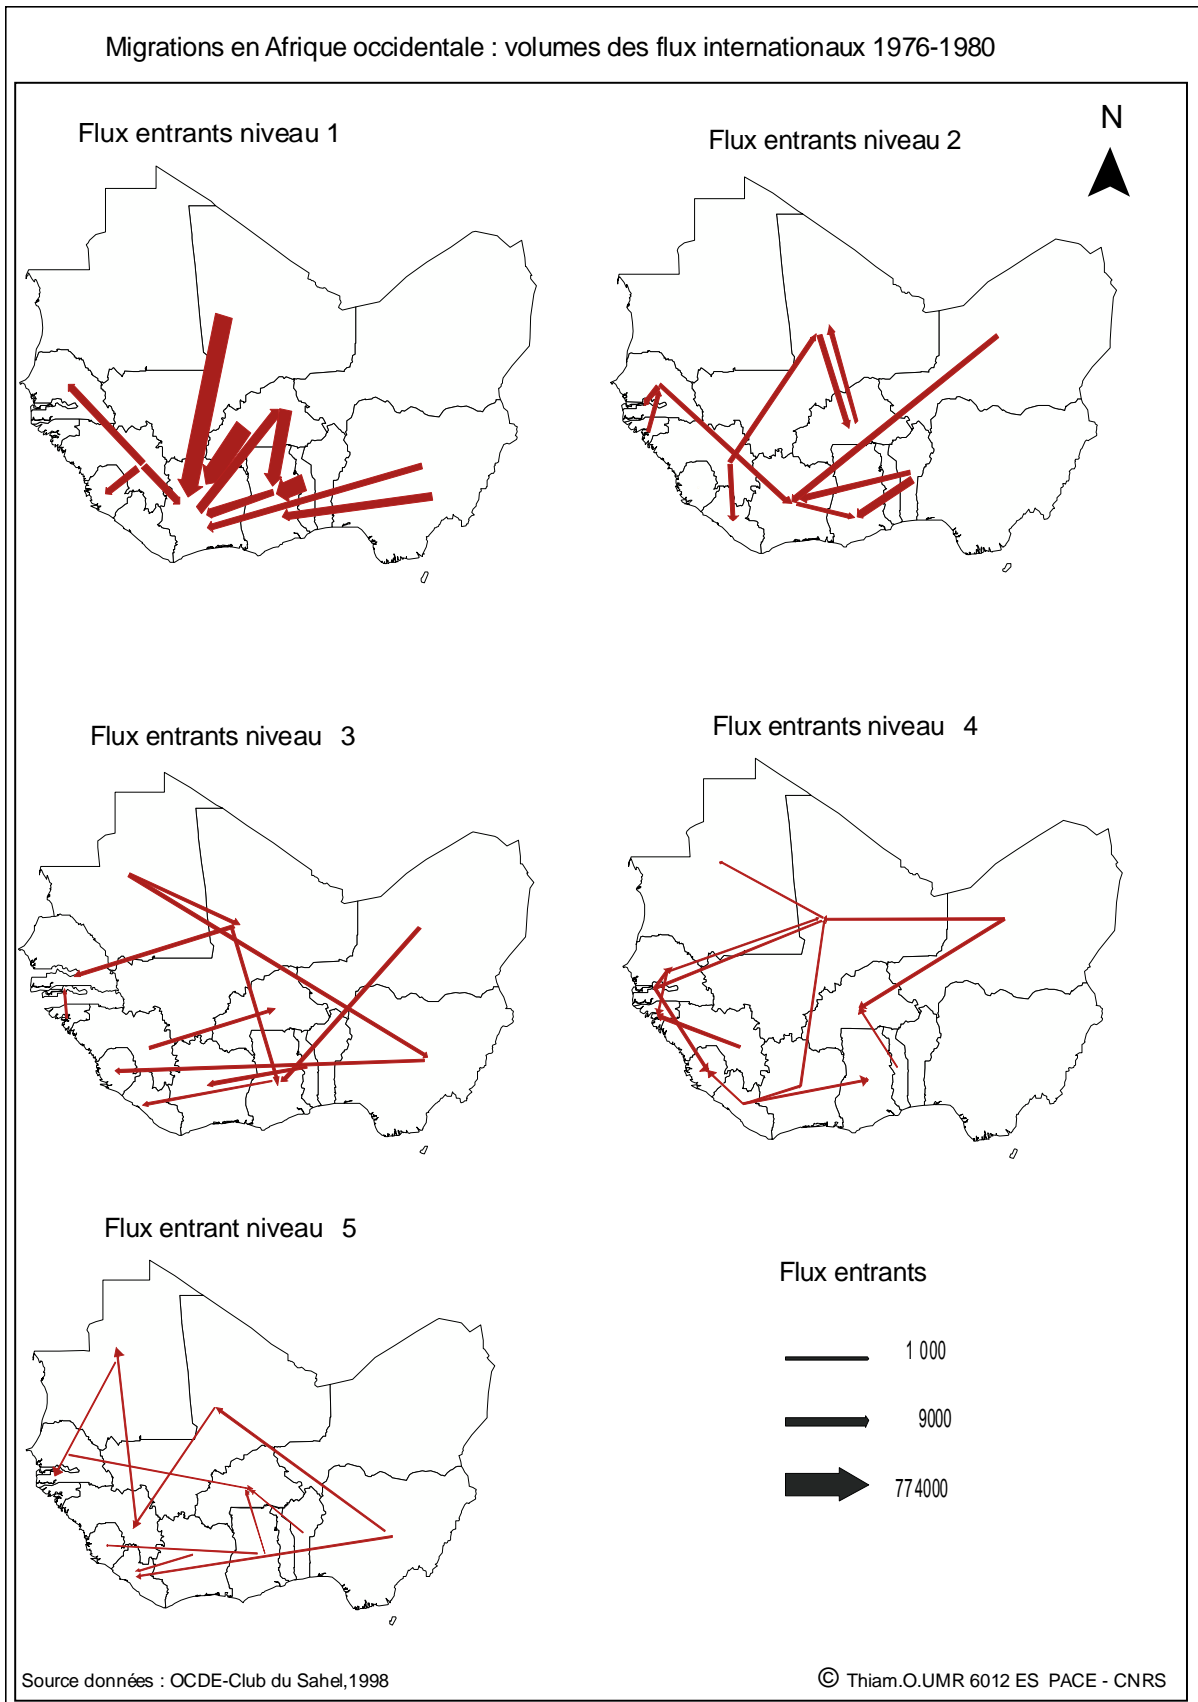 Migrations en Afrique occidentale : volumes des flux internationaux 1976-1980
Flux entrants niveau 1
Flux entrants niveau 2
N
Flux entrants niveau 3
Flux entrants niveau 4
Flux entrant niveau 5
Flux entrants
1 000
9000
774000
Source données : OCDE-Club du Sahel,1998
© Thiam.O.UMR 6012 ES PACE - CNRS